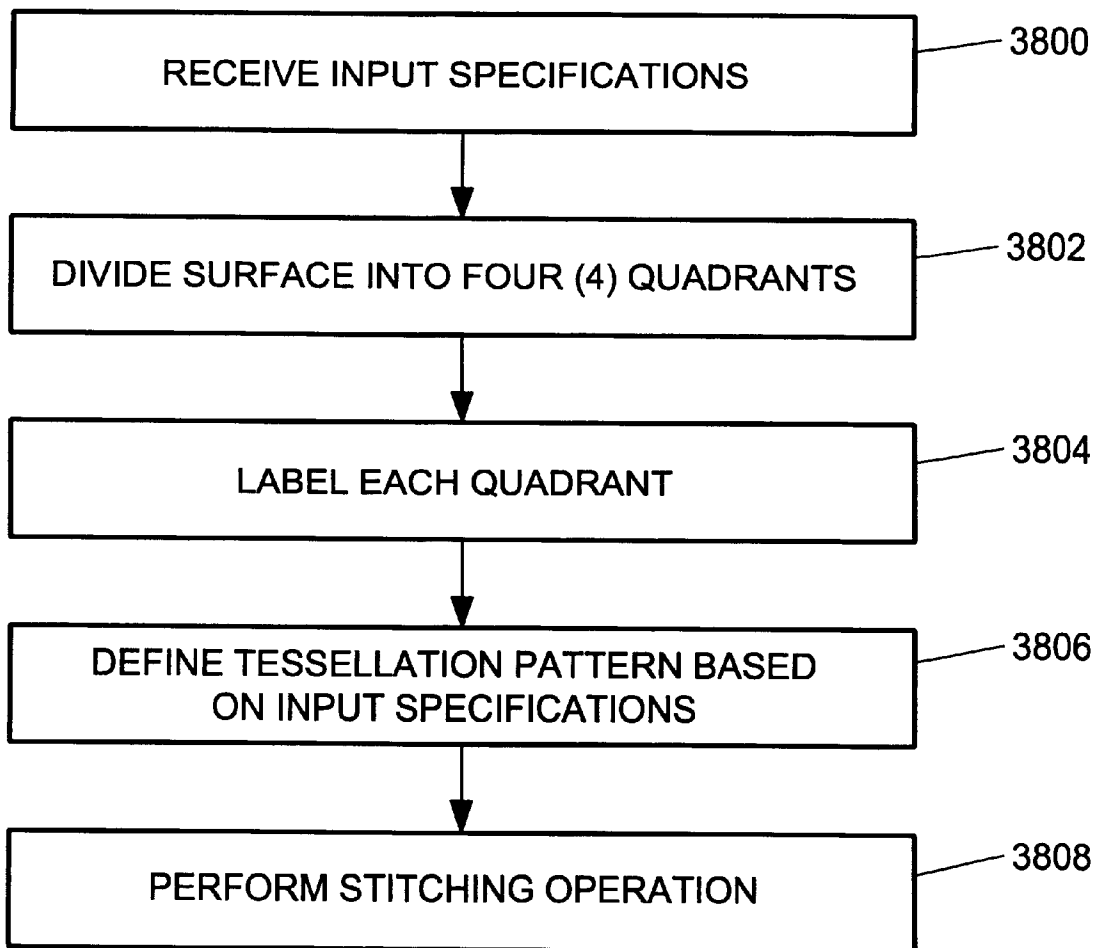 RECEIVE INPUT SPECIFICATIONS
3800
DIVIDE SURFACE INTO FOUR (4) QUADRANTS
3802
LABEL EACH QUADRANT
3804
DEFINE TESSELLATION PATTERN BASED
ON INPUT SPECIFICATIONS
3806
PERFORM STITCHING OPERATION
3808